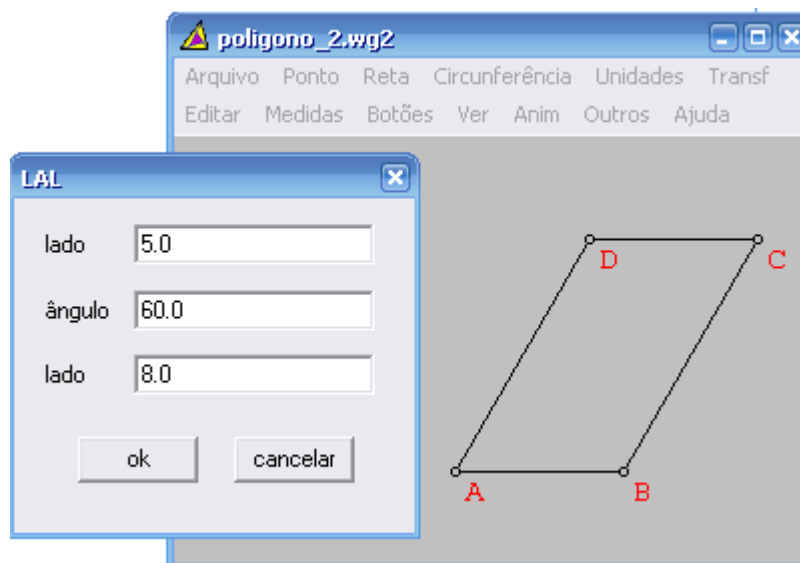 poligono_2.wg2
Arquivo Ponto Reta Circunferência Unidades Transf
Editar Medidas Botões Ver Anim Outros Ajuda
LAL
lado 5.0
ângulo 60.0
lado 8.0
ok cancelar
D C
A B